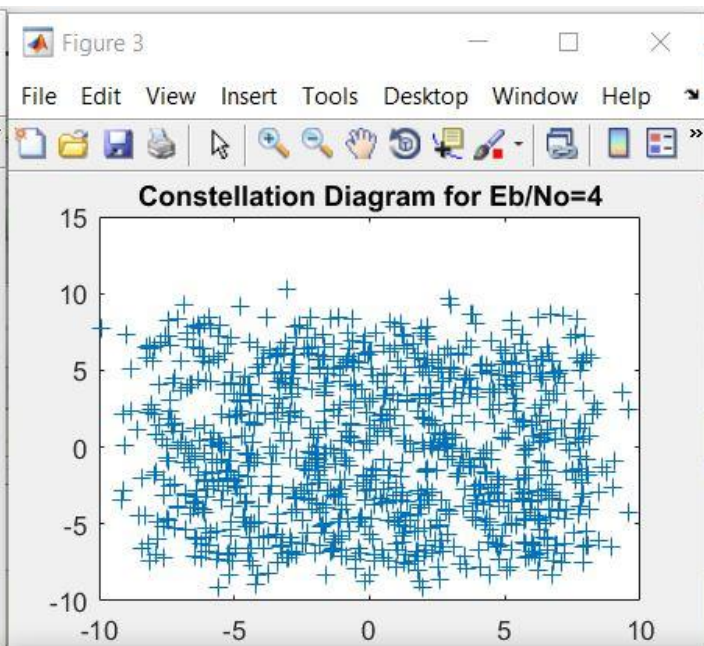 Figure 3
File Edit View Insert Tools Desktop Window Help
Constellation Diagram for Eb/No=4
15
10
5
0
-5
-10
-10 -5 0 5 10